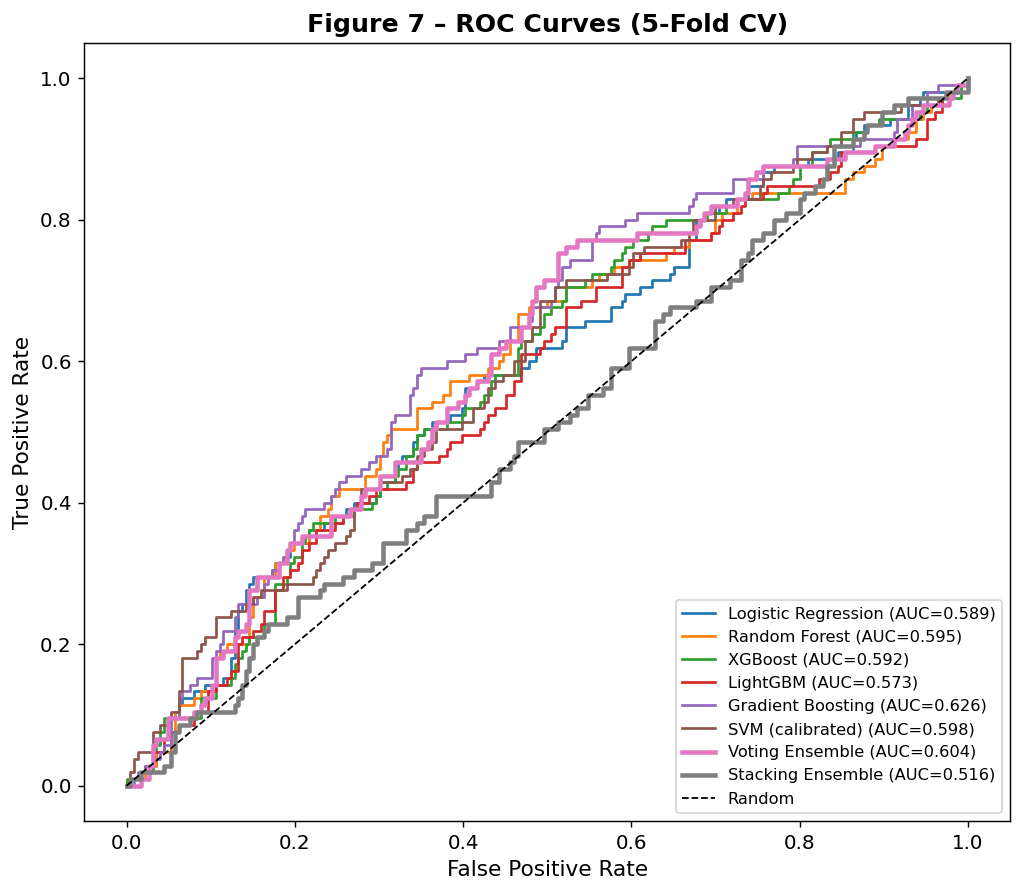 Figure 7 – ROC Curves (5-Fold CV)
1.0
0.8
0.6
0.4
0.2
0.0
True Positive Rate
Logistic Regression (AUC=0.589)
Random Forest (AUC=0.595)
XGBoost (AUC=0.592)
LightGBM (AUC=0.573)
Gradient Boosting (AUC=0.626)
SVM (calibrated) (AUC=0.598)
Voting Ensemble (AUC=0.604)
Stacking Ensemble (AUC=0.516)
Random
0.0 0.2 0.4 0.6 0.8 1.0
False Positive Rate